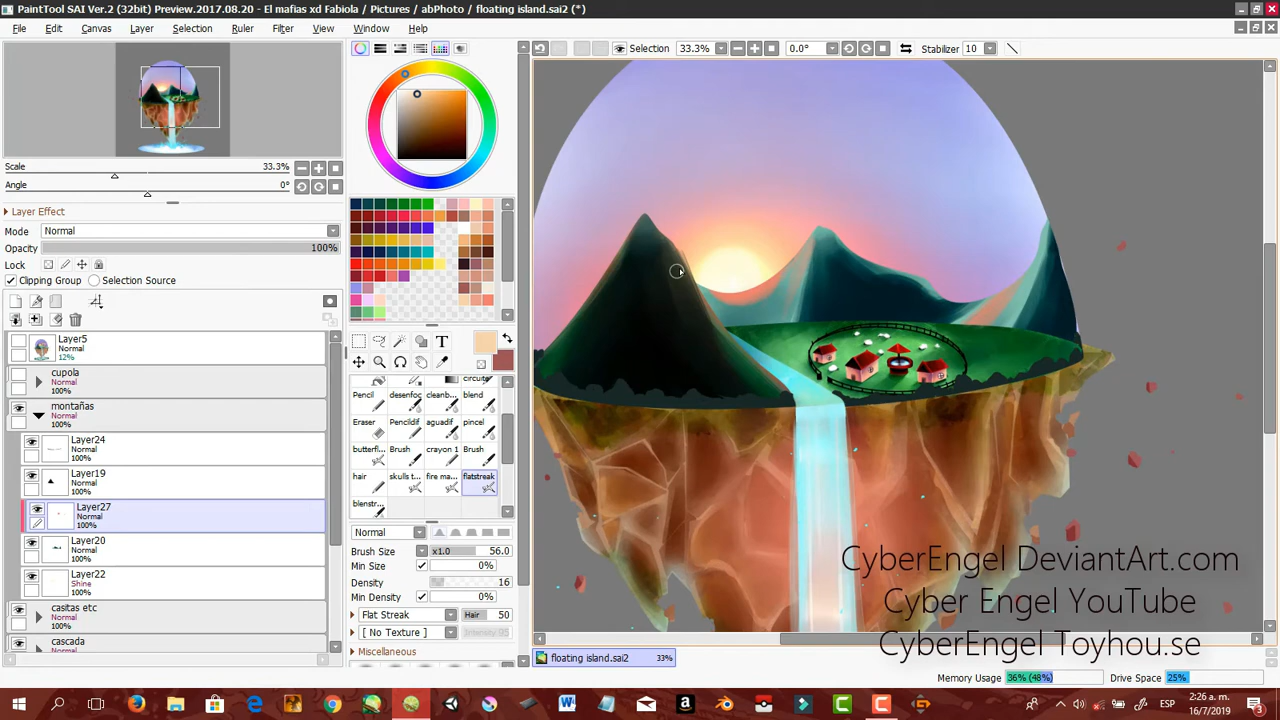 PaintTool SAI Ver.2 (32bit) Preview.2017.08.20 - El mafias xd Fabiola / Pictures / abPhoto / floating island.sai2 (*)
File Edit Canvas Layer Selection Ruler Filter View Window Help
Selection 33.3% 0.0° Stabilizer 10
Scale 33.3%
Angle 0°
Layer Effect
Mode Normal
Opacity 100%
Lock
Clipping Group Selection Source
Layer5
Normal
12%
cupola
Normal
100%
montañas
Normal
100%
Layer24
Normal
100%
Layer19
Normal
100%
Layer27
Normal
100%
Layer20
Normal
100%
Layer22
Shine
100%
casitas etc
Normal
100%
cascada
Normal
T
circuite
Pencil desenfoc cleanb... blend
Eraser Pencildif aguadif pincel
butterfl... Brush crayon 1 Brush
hair skulls t... fire ma... flatstreak
blenstr...
Normal
Brush Size x1.0 56.0
Min Size 0%
Density 16
Min Density 0%
Flat Streak Hair 50
[ No Texture ] Intensity 95
Miscellaneous
CyberEngel DeviantArt.com
Cyber Engel YouTube
CyberEngel Toyhou.se
floating island.sai2 33%
Memory Usage 36% (48%) Drive Space 25%
ESP 2:26 a. m.
16/7/2019 3